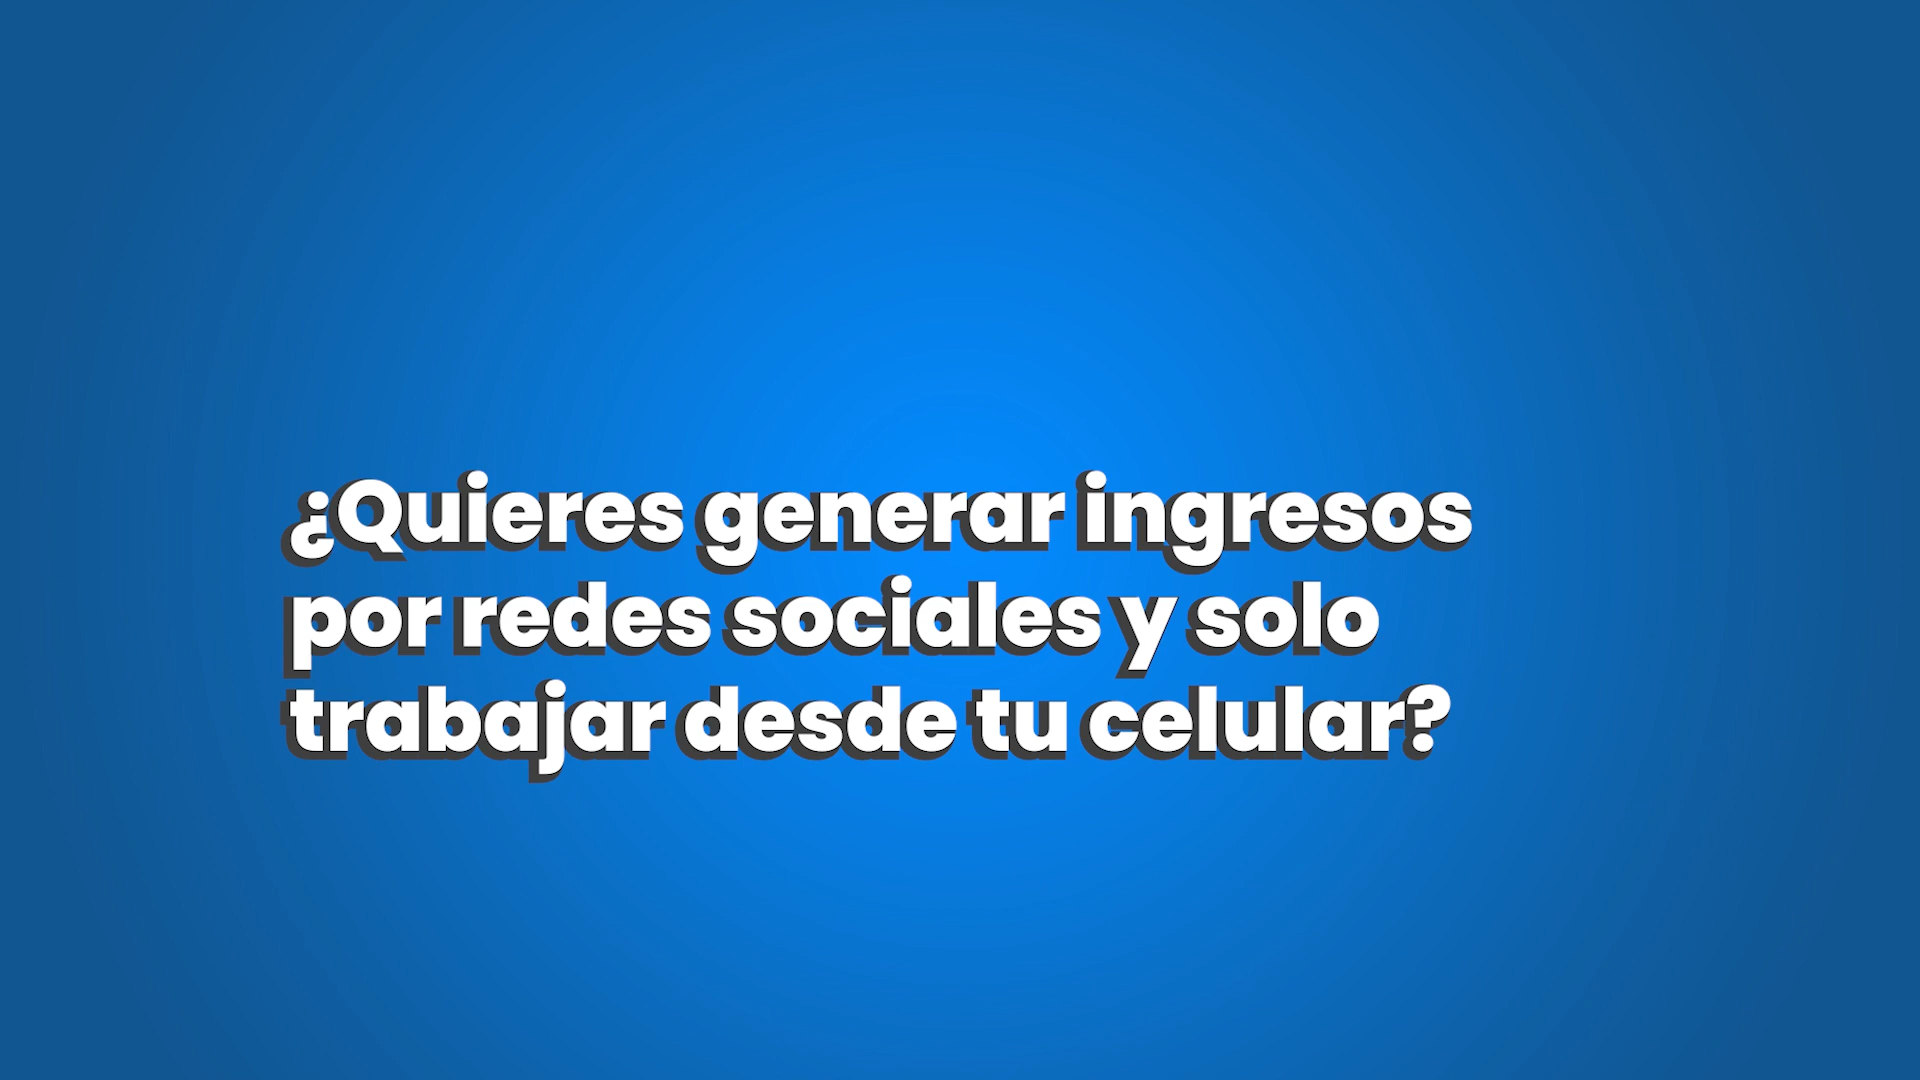 ¿Quieres generar ingresos
por redes sociales y solo
trabajar desde tu celular?